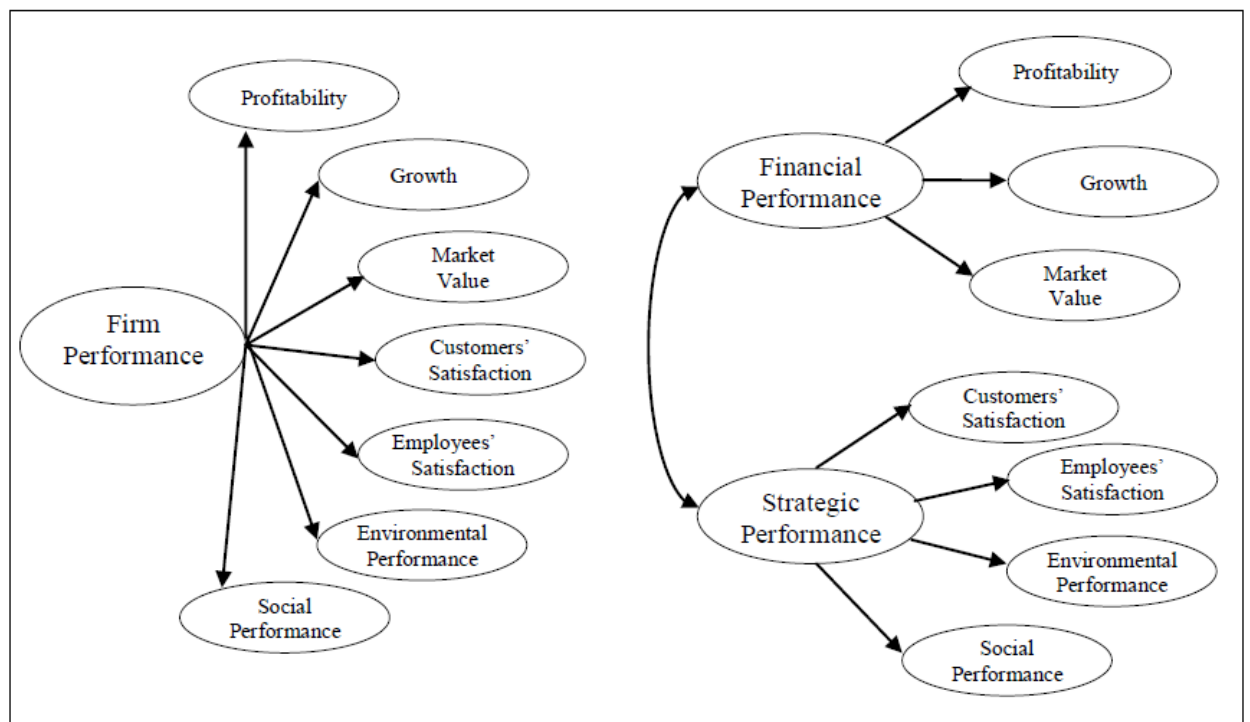 Profitability
Growth
Market
Value
Firm
Performance
Customers’
Satisfaction
Employees’
Satisfaction
Environmental
Performance
Social
Performance
Profitability
Financial
Performance
Growth
Market
Value
Customers’
Satisfaction
Strategic
Performance
Employees’
Satisfaction
Environmental
Performance
Social
Performance